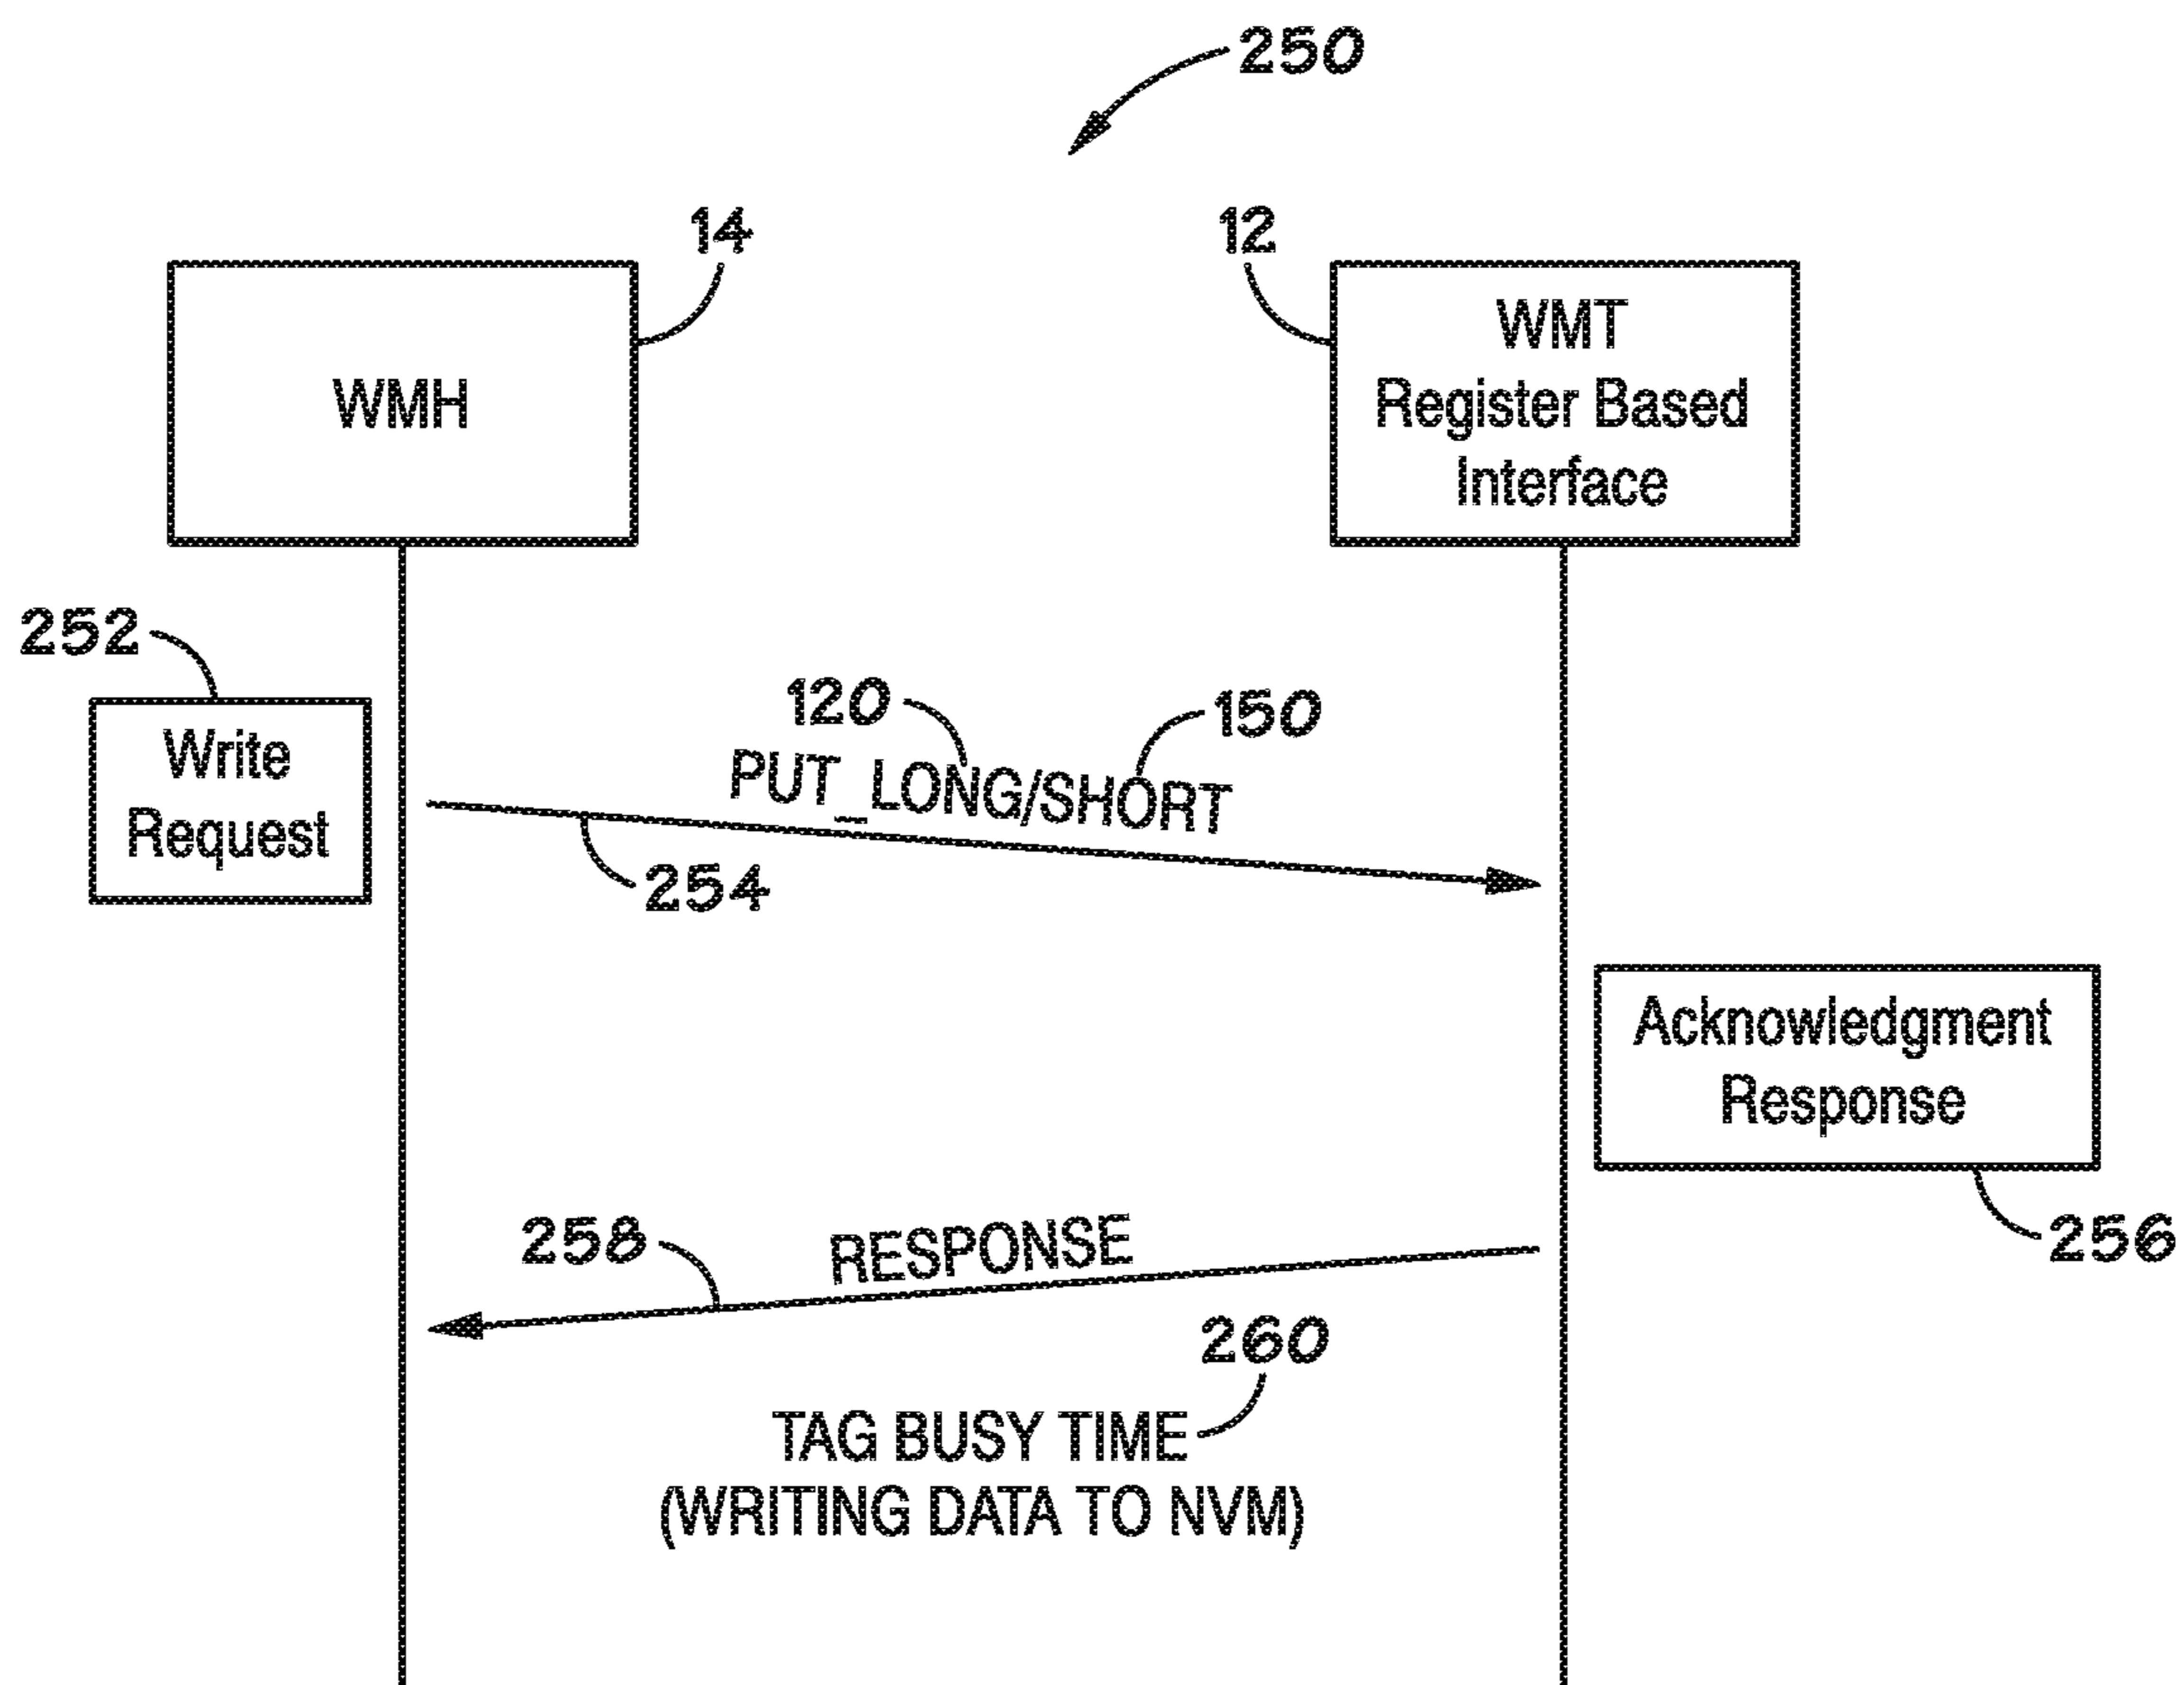 250
14
12
WMH
WMT
Register Based
Interface
252
Write
Request
120
150
PUT_LONG/SHORT
254
Acknowledgment
Response
256
258
RESPONSE
260
TAG BUSY TIME
(WRITING DATA TO NVM)